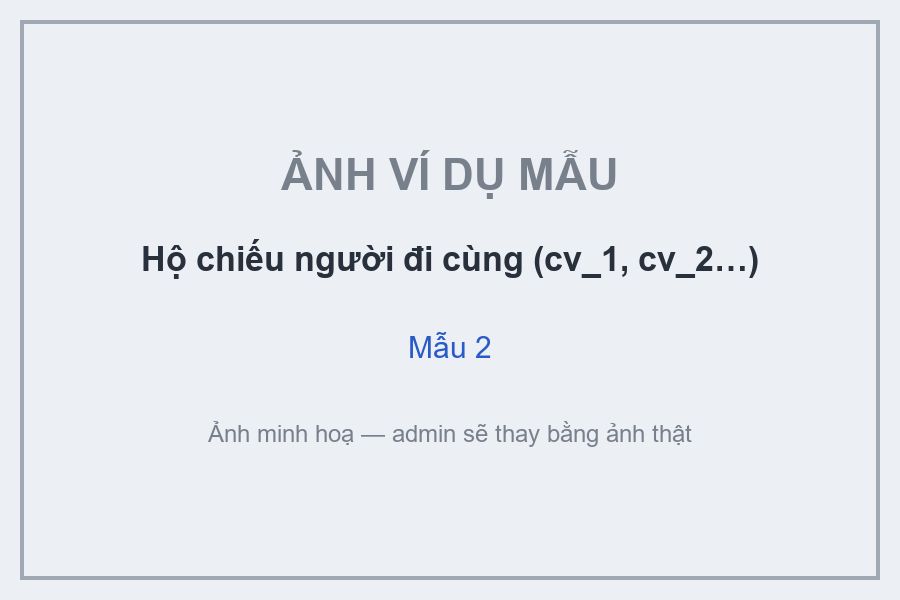 ẢNH VÍ DỤ MẪU
Hộ chiếu người đi cùng (cv_1, cv_2…)
Mẫu 2
Ảnh minh hoạ — admin sẽ thay bằng ảnh thật